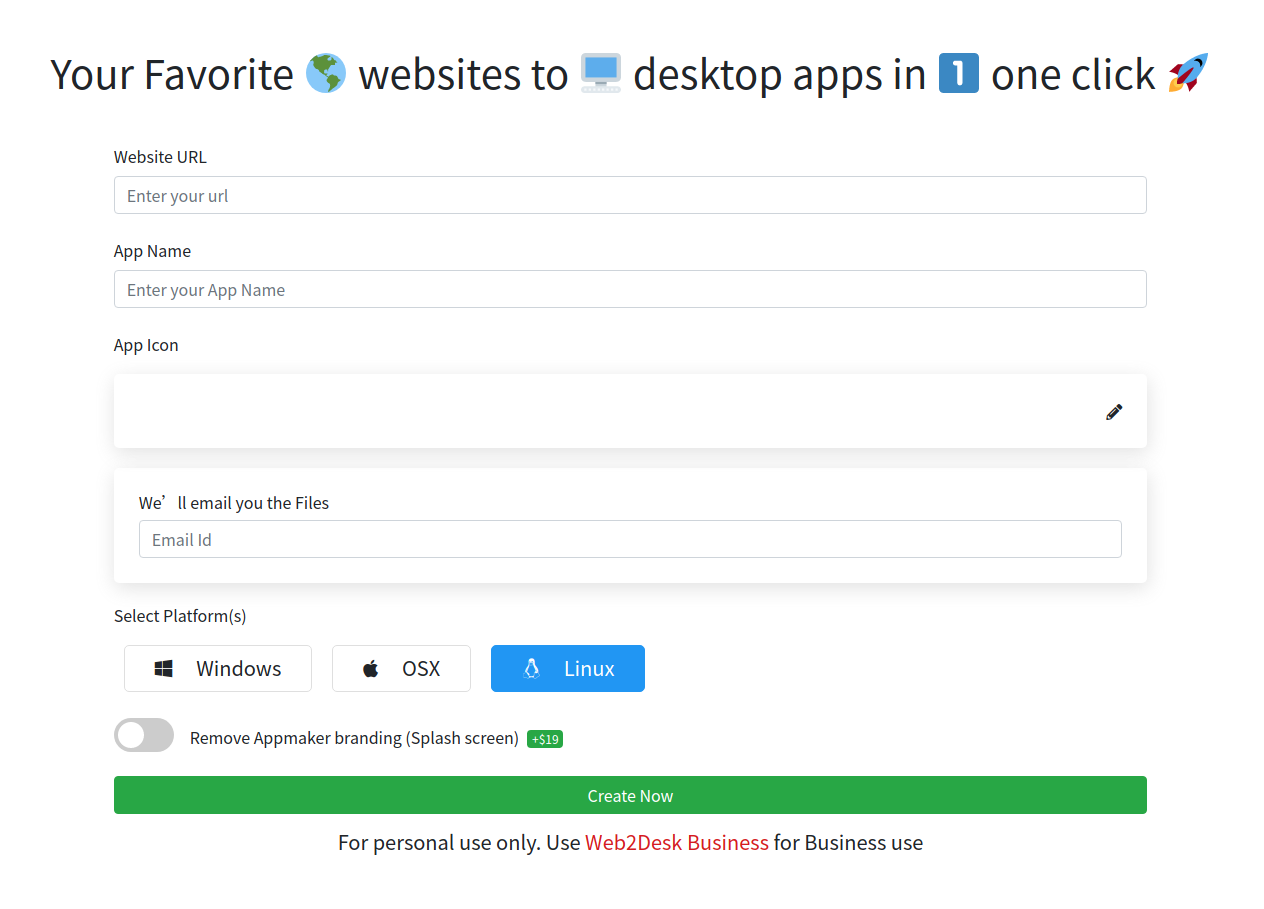 Your Favorite 🌎 websites to 🖥️ desktop apps in 1️⃣ one click 🚀
Website URL
Enter your url
App Name
Enter your App Name
App Icon
We’ll email you the Files
Email Id
Select Platform(s)
Windows OSX Linux
Remove Appmaker branding (Splash screen) +$19
Create Now
For personal use only. Use Web2Desk Business for Business use